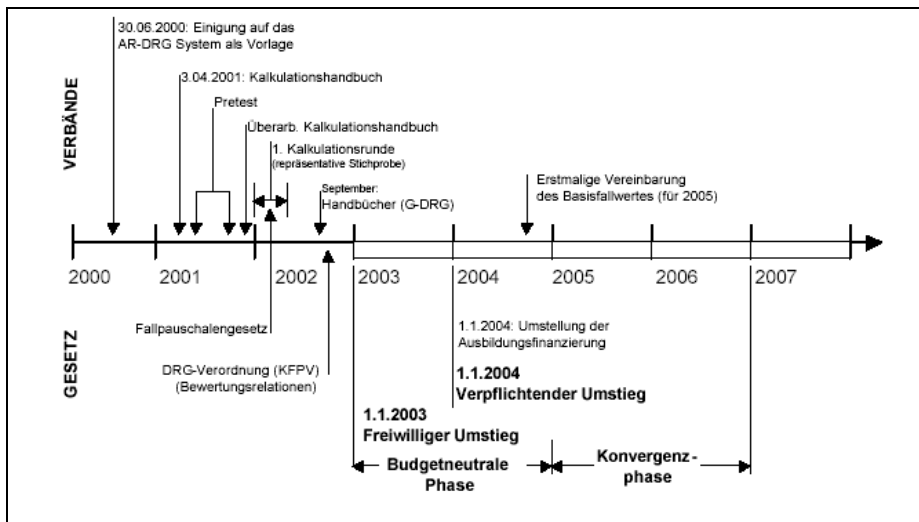 30.06.2000: Einigung auf das
AR-DRG System als Vorlage
VERBÄNDE
3.04.2001: Kalkulationshandbuch
Pretest
Überarb. Kalkulationshandbuch
1. Kalkulationsrunde
(repräsentative Stichprobe)
September:
Handbücher (G-DRG)
Erstmalige Vereinbarung
des Basisfallwertes (für 2005)
2000 2001 2002 2003 2004 2005 2006 2007
GESETZ
Fallpauschalengesetz
DRG-Verordnung (KFPV)
(Bewertungsrelationen)
1.1.2004: Umstellung der
Ausbildungsfinanzierung
1.1.2004
Verpflichtender Umstieg
1.1.2003
Freiwilliger Umstieg
Budgetneutrale
Phase
Konvergenz-
phase